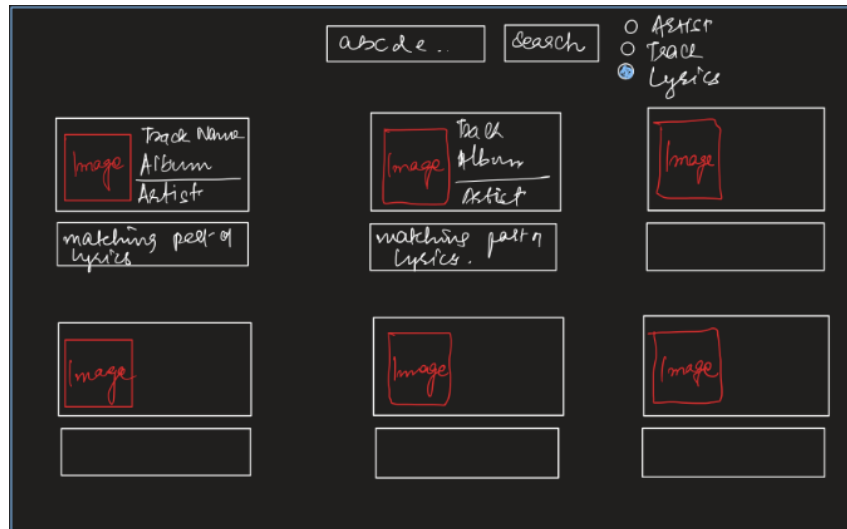 abcde..
Search
Artist
Track
Lyrics
Image
Track Name
Album
Artist
matching part of
lyrics
Image
Track
Album
Artist
matching part of
lyrics.
Image
Image
Image
Image